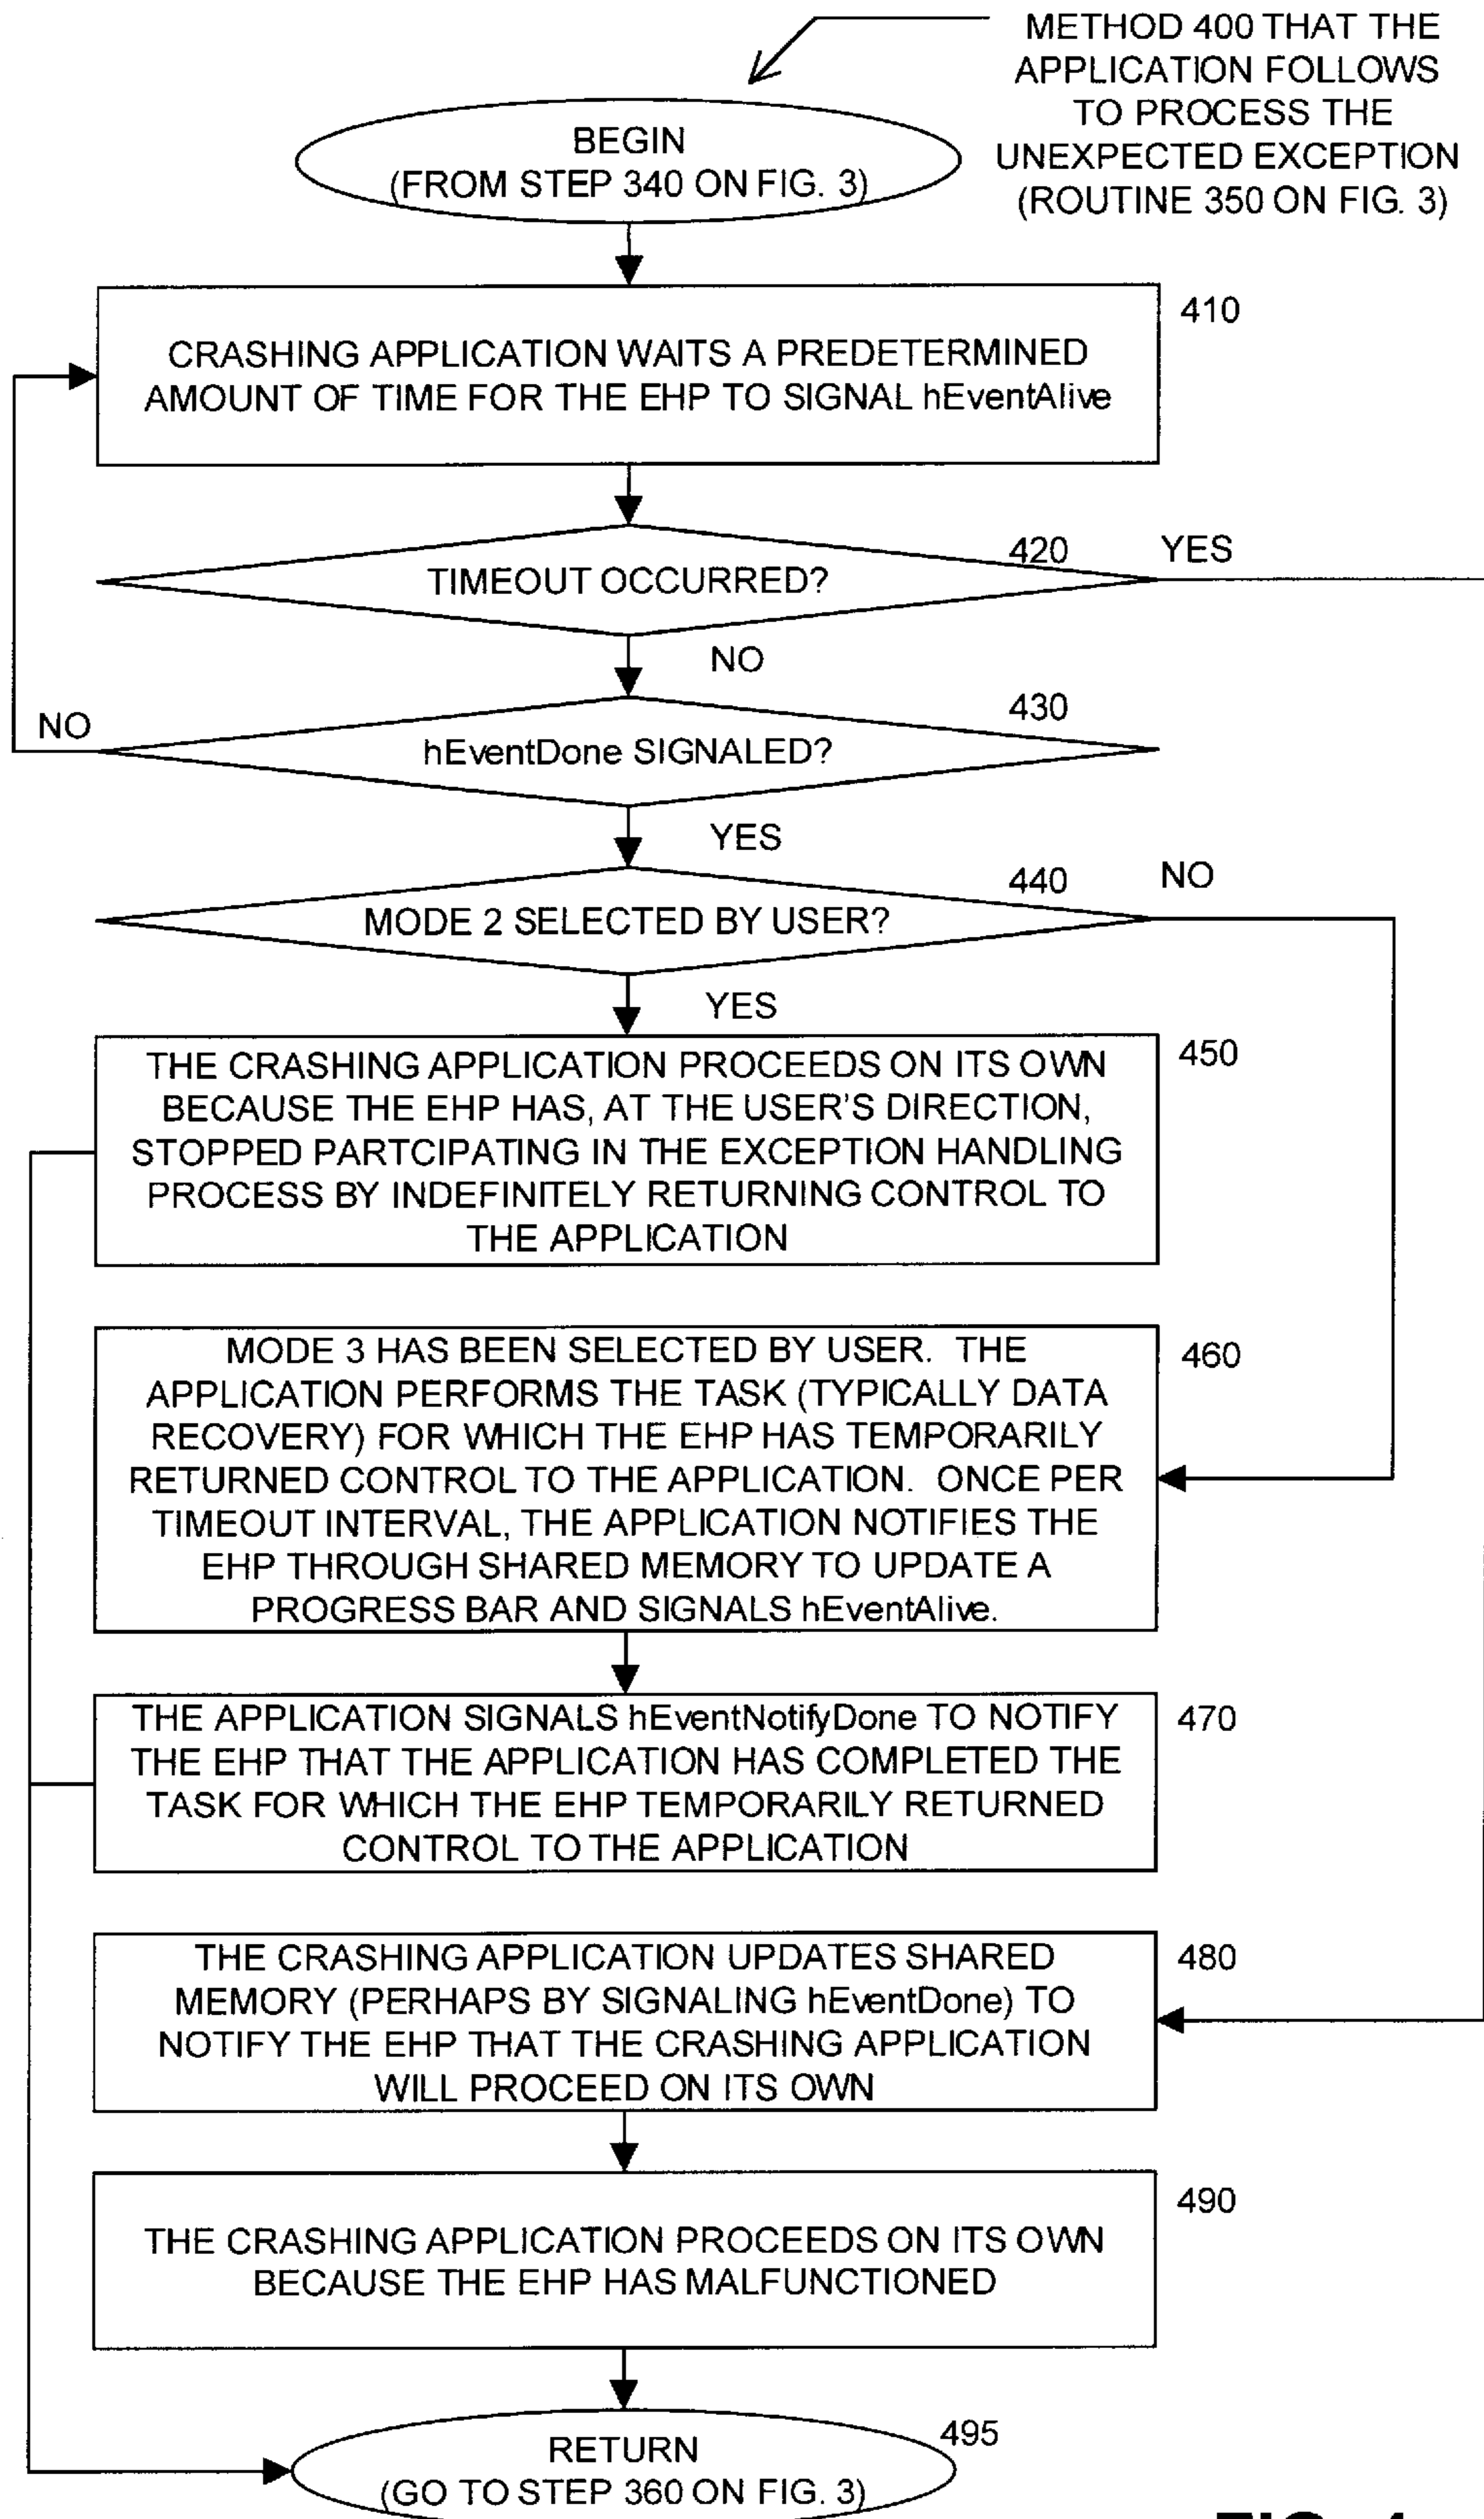 METHOD 400 THAT THE
APPLICATION FOLLOWS
TO PROCESS THE
UNEXPECTED EXCEPTION
(ROUTINE 350 ON FIG. 3)
BEGIN
(FROM STEP 340 ON FIG. 3)
410
CRASHING APPLICATION WAITS A PREDETERMINED
AMOUNT OF TIME FOR THE EHP TO SIGNAL hEventAlive
420
YES
TIMEOUT OCCURRED?
NO
430
NO
hEventDone SIGNALED?
YES
440
NO
MODE 2 SELECTED BY USER?
YES
450
THE CRASHING APPLICATION PROCEEDS ON ITS OWN
BECAUSE THE EHP HAS, AT THE USER'S DIRECTION,
STOPPED PARTCIPATING IN THE EXCEPTION HANDLING
PROCESS BY INDEFINITELY RETURNING CONTROL TO
THE APPLICATION
460
MODE 3 HAS BEEN SELECTED BY USER. THE
APPLICATION PERFORMS THE TASK (TYPICALLY DATA
RECOVERY) FOR WHICH THE EHP HAS TEMPORARILY
RETURNED CONTROL TO THE APPLICATION. ONCE PER
TIMEOUT INTERVAL, THE APPLICATION NOTIFIES THE
EHP THROUGH SHARED MEMORY TO UPDATE A
PROGRESS BAR AND SIGNALS hEventAlive.
470
THE APPLICATION SIGNALS hEventNotifyDone TO NOTIFY
THE EHP THAT THE APPLICATION HAS COMPLETED THE
TASK FOR WHICH THE EHP TEMPORARILY RETURNED
CONTROL TO THE APPLICATION
480
THE CRASHING APPLICATION UPDATES SHARED
MEMORY (PERHAPS BY SIGNALING hEventDone) TO
NOTIFY THE EHP THAT THE CRASHING APPLICATION
WILL PROCEED ON ITS OWN
490
THE CRASHING APPLICATION PROCEEDS ON ITS OWN
BECAUSE THE EHP HAS MALFUNCTIONED
495
RETURN
(GO TO STEP 360 ON FIG. 3)